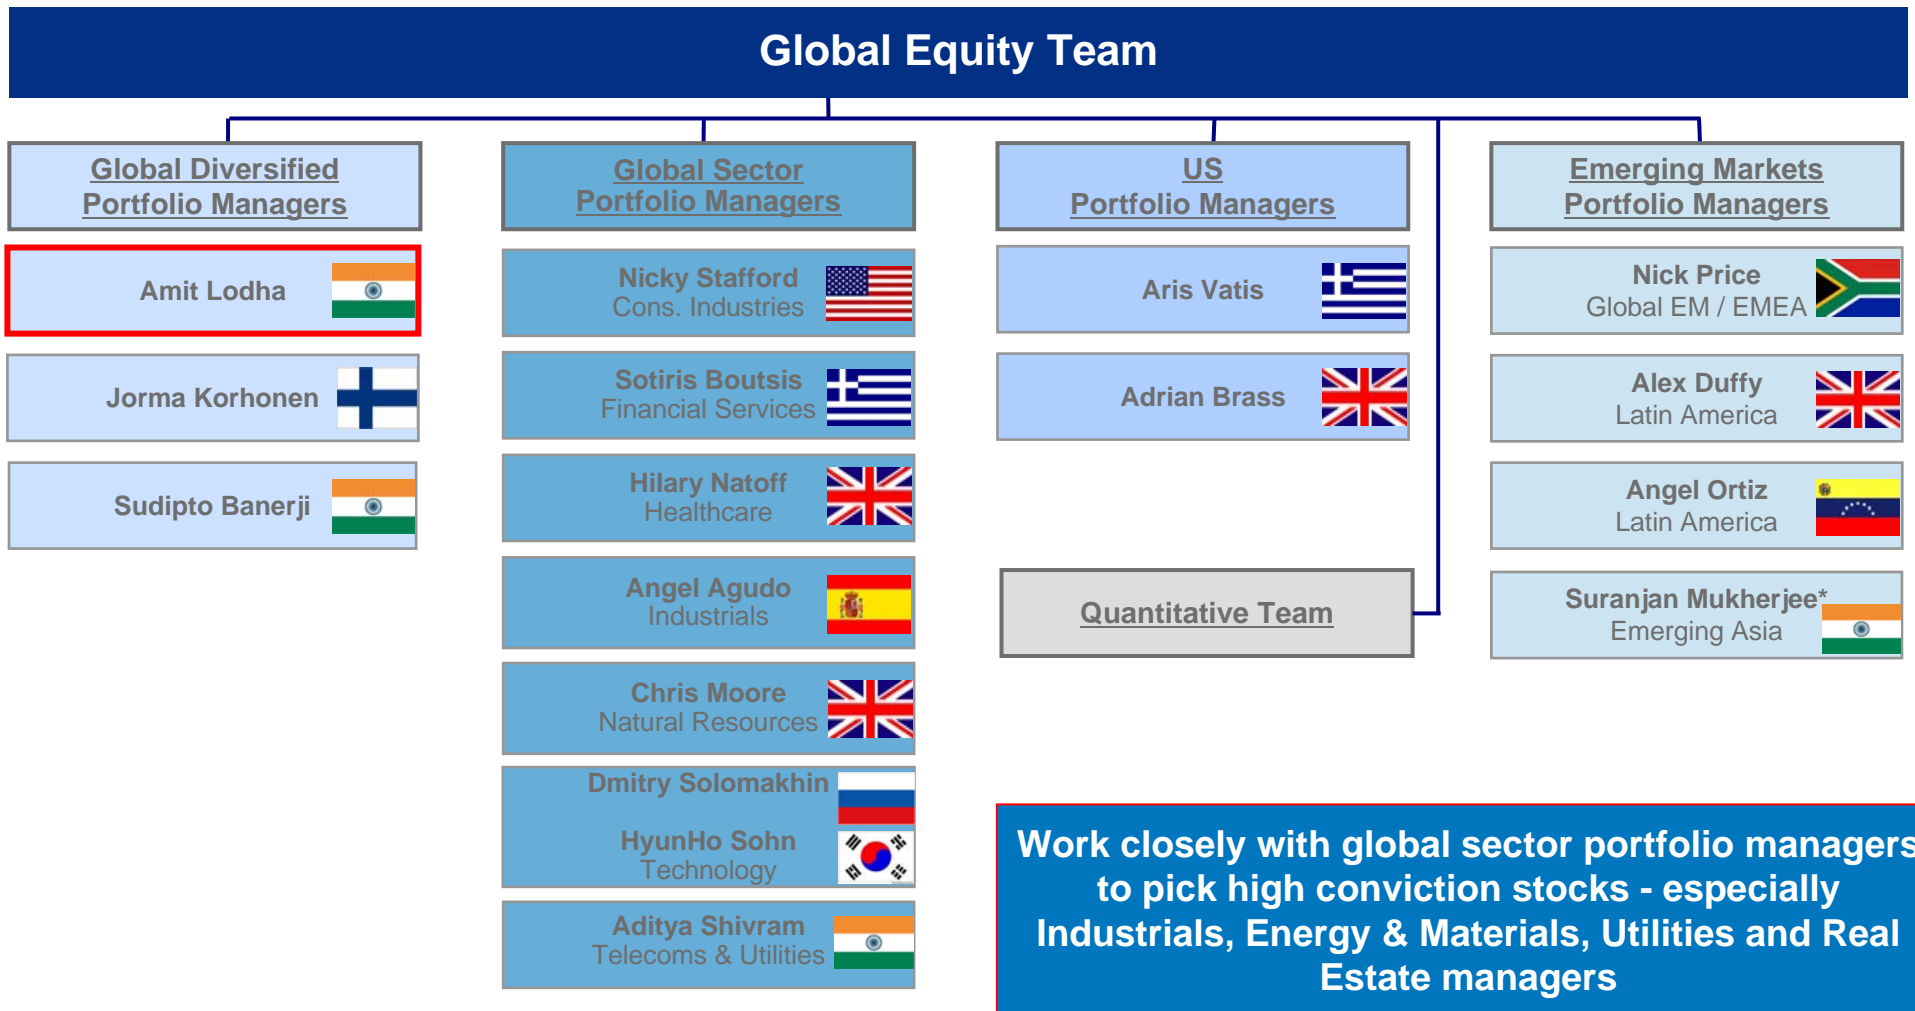 Global Equity Team
Global Diversified
Portfolio Managers
Amit Lodha
Jorma Korhonen
Sudipto Banerji
Global Sector
Portfolio Managers
Nicky Stafford
Cons. Industries
Sotiris Boutsis
Financial Services
Hilary Natoff
Healthcare
Angel Agudo
Industrials
Chris Moore
Natural Resources
Dmitry Solomakhin
HyunHo Sohn
Technology
Aditya Shivram
Telecoms & Utilities
US
Portfolio Managers
Aris Vatis
Adrian Brass
Quantitative Team
Emerging Markets
Portfolio Managers
Nick Price
Global EM / EMEA
Alex Duffy
Latin America
Angel Ortiz
Latin America
Suranjan Mukherjee*
Emerging Asia
Work closely with global sector portfolio managers
to pick high conviction stocks - especially
Industrials, Energy & Materials, Utilities and Real
Estate managers